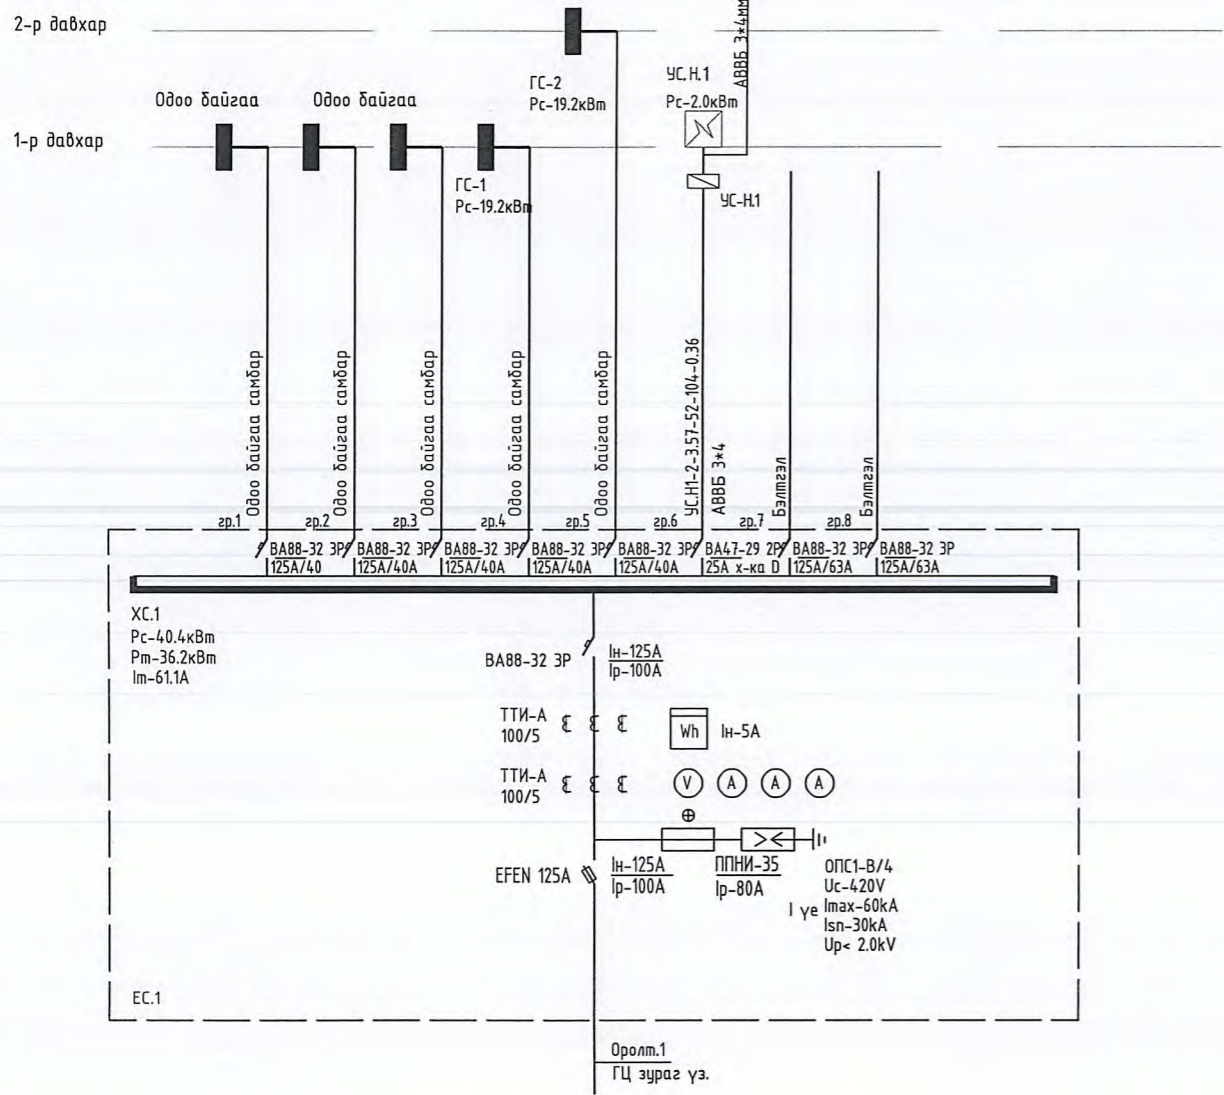 2-р давхар
АВВБ 3*4мм
ГС-2
Рс-19.2кВт
УС.Н.1
Рс-2.0кВт
Одоо байгаа
Одоо байгаа
1-р давхар
ГС-1
Рс-19.2кВт
УС-Н.1
Одоо байгаа самбар
Одоо байгаа самбар
Одоо байгаа самбар
Одоо байгаа самбар
Одоо байгаа самбар
УС.Н1-2-3.57-52-104-0.36
АВВБ 3*4
Бэлтгэл
Бэлтгэл
гр.1 гр.2 гр.3 гр.4 гр.5 гр.6 гр.7 гр.8
ВА88-32 3Р ВА88-32 3Р ВА88-32 3Р ВА88-32 3Р ВА88-32 3Р ВА47-29 2Р ВА88-32 3Р ВА88-32 3Р
125А/40 125А/40А 125А/40А 125А/40А 125А/40А 25А х-ка D 125А/63А 125А/63А
ХС.1
Рс-40.4кВт
Рт-36.2кВт
Iт-61.1А
ВА88-32 3Р
Iн-125А
Iр-100А
ТТИ-А
100/5
Wh
Iн-5А
ТТИ-А
100/5
V A A A
EFEN 125A
Iн-125А
Iр-100А
ППНИ-35
Iр-80А
I үе
ОПС1-В/4
Uc-420V
Imax-60kA
Isn-30kA
Up< 2.0kV
ЕС.1
Оролт.1
ГЦ зураг үз.